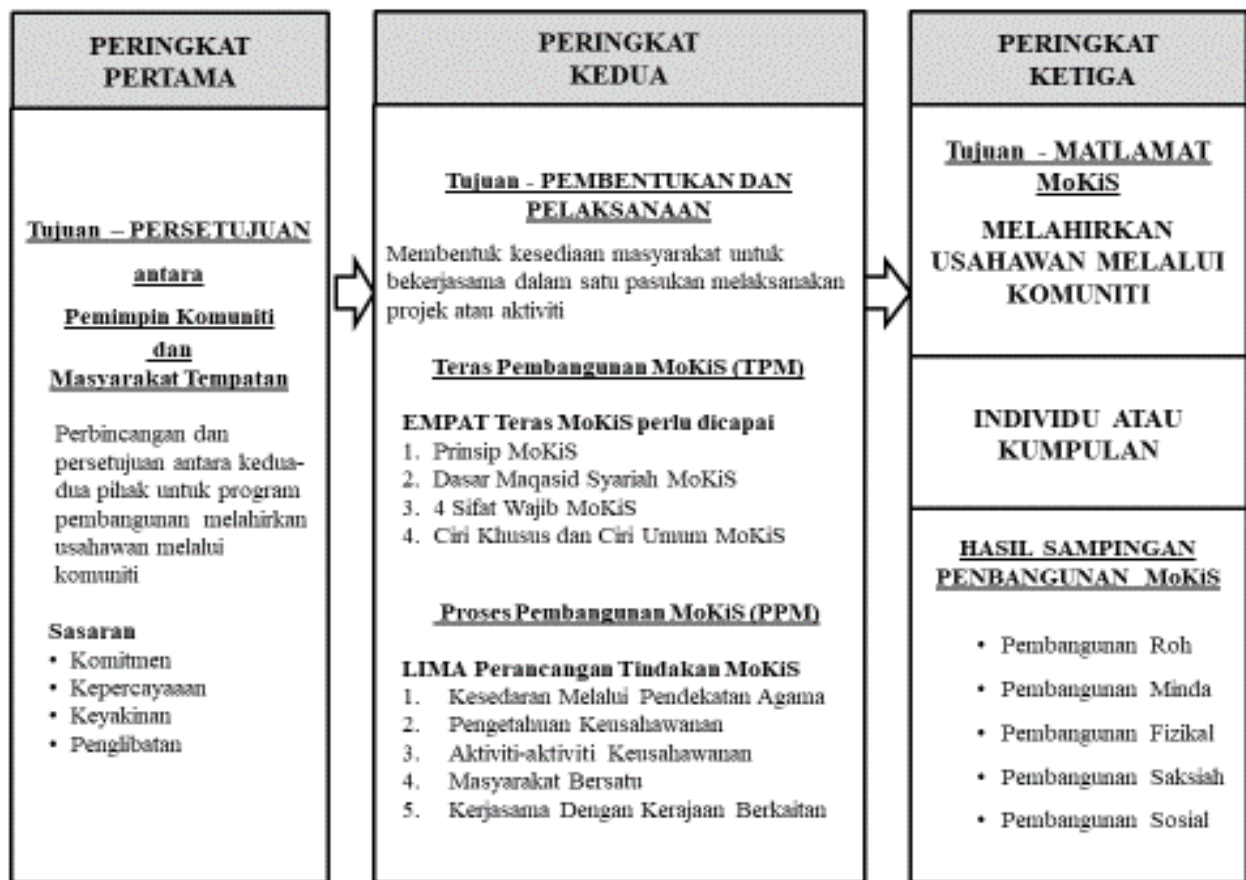 PERINGKAT
PERTAMA
Tujuan – PERSETUJUAN
antara
Pemimpin Komuniti
dan
Masyarakat Tempatan
Perbincangan dan
persetujuan antara kedua-
dua pihak untuk program
pembangunan melahirkan
usahawan melalui
komuniti
Sasaran
• Komitmen
• Kepercayaaan
• Keyakinan
• Penglibatan
PERINGKAT
KEDUA
Tujuan - PEMBENTUKAN DAN
PELAKSANAAN
Membentuk kesediaan masyarakat untuk
bekerjasama dalam satu pasukan melaksanakan
projek atau aktiviti
Teras Pembangunan MoKiS (TPM)
EMPAT Teras MoKiS perlu dicapai
1. Prinsip MoKiS
2. Dasar Maqasid Syariah MoKiS
3. 4 Sifat Wajib MoKiS
4. Ciri Khusus dan Ciri Umum MoKiS
Proses Pembangunan MoKiS (PPM)
LIMA Perancangan Tindakan MoKiS
1. Kesedaran Melalui Pendekatan Agama
2. Pengetahuan Keusahawanan
3. Aktiviti-aktiviti Keusahawanan
4. Masyarakat Bersatu
5. Kerjasama Dengan Kerajaan Berkaitan
PERINGKAT
KETIGA
Tujuan - MATLAMAT
MoKiS
MELAHIRKAN
USAHAWAN MELALUI
KOMUNITI
INDIVIDU ATAU
KUMPULAN
HASIL SAMPINGAN
PENBANGUNAN MoKiS
• Pembangunan Roh
• Pembangunan Minda
• Pembangunan Fizikal
• Pembangunan Saksiah
• Pembangunan Sosial